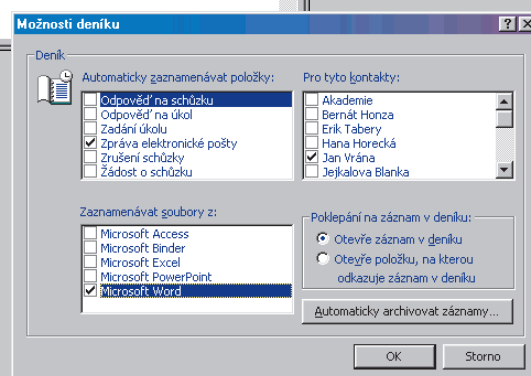 Možnosti deníku
Deník
Automaticky zaznamenávat položky:
Odpověď na schůzku
Odpověď na úkol
Zadání úkolu
Zpráva elektronické pošty
Zrušení schůzky
Žádost o schůzku
Pro tyto kontakty:
Akademie
Bernát Honza
Erik Tabery
Hana Horecká
Jan Vrána
Jejkalova Blanka
Zaznamenávat soubory z:
Microsoft Access
Microsoft Binder
Microsoft Excel
Microsoft PowerPoint
Microsoft Word
Poklepání na záznam v deníku:
Otevře záznam v deníku
Otevře položku, na kterou
odkazuje záznam v deníku
Automaticky archivovat záznamy...
OK
Storno